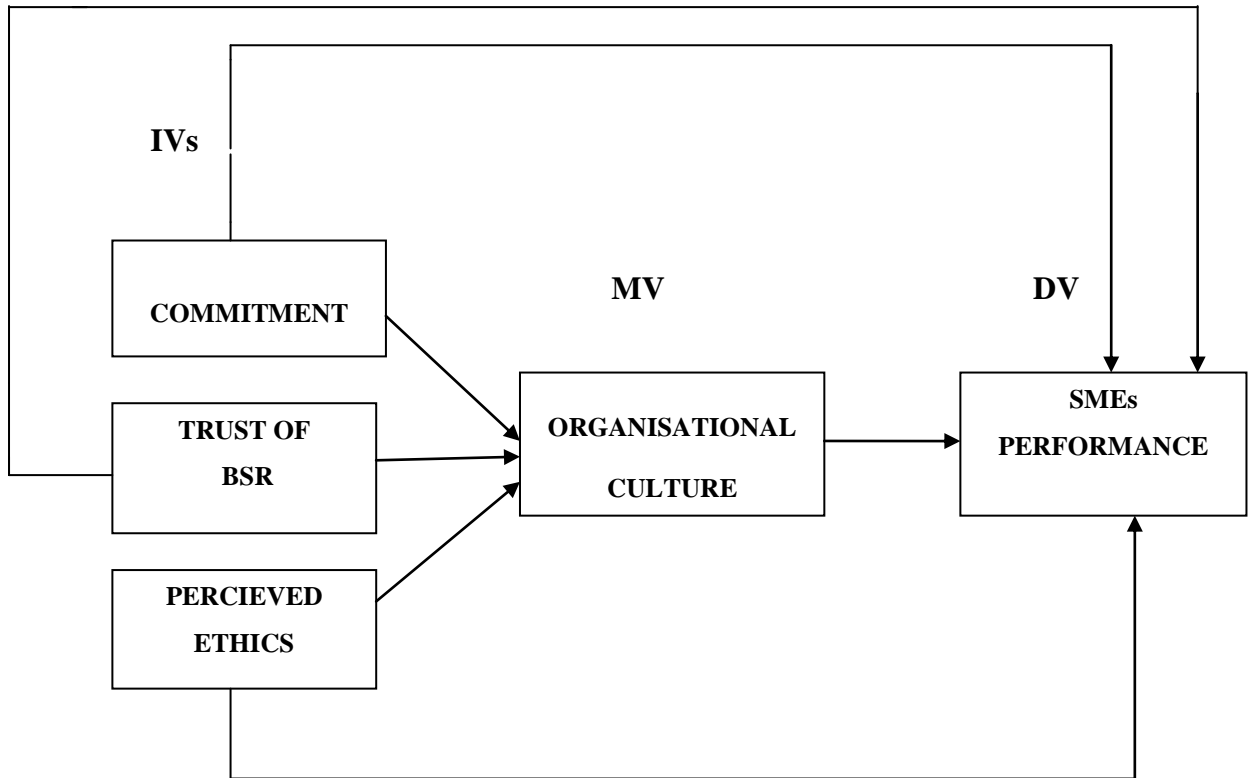 IVs
MV
DV
COMMITMENT
TRUST OF
BSR
PERCIEVED
ETHICS
ORGANISATIONAL
CULTURE
SMEs
PERFORMANCE